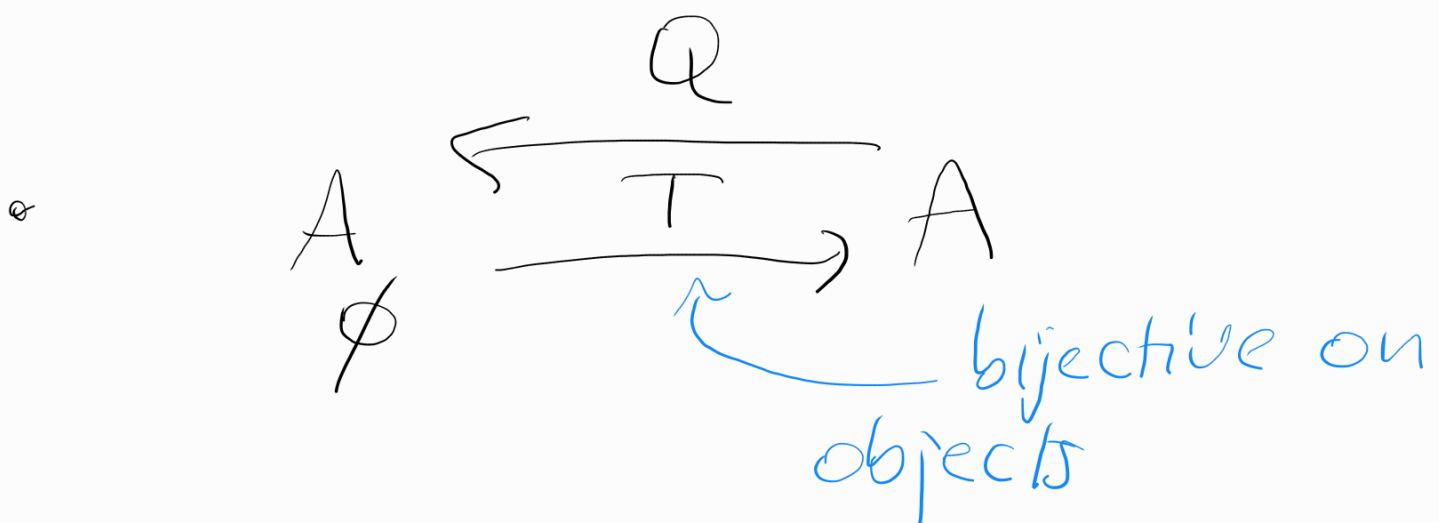 Q
A T A
∅
bijective on
objects